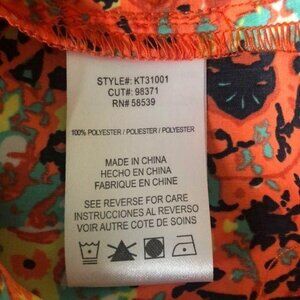 STYLE#: KT31001
CUT#: 98371
RN# 58539
100% POLYESTER / POLIESTER / POLYESTER
MADE IN CHINA
HECHO EN CHINA
FABRIQUE EN CHINE
SEE REVERSE FOR CARE
INSTRUCCIONES AL REVERSO
VOIR AUTRE COTE DE SOINS